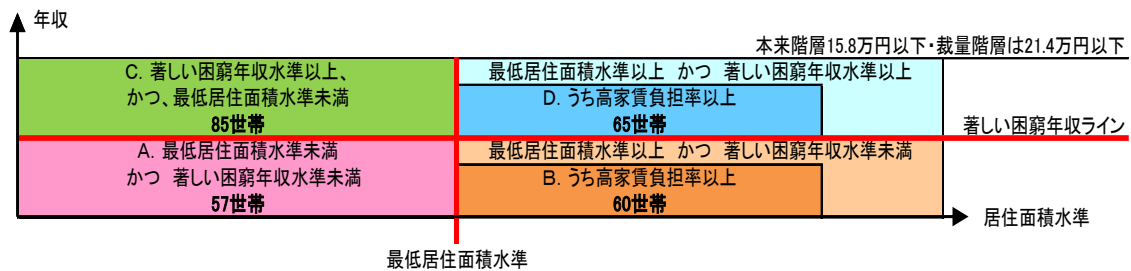 年収
本来階層15.8万円以下・裁量階層は21.4万円以下
C. 著しい困窮年収水準以上、
かつ、最低居住面積水準未満
85世帯
最低居住面積水準以上 かつ 著しい困窮年収水準以上
D. うち高家賃負担率以上
65世帯
著しい困窮年収ライン
A. 最低居住面積水準未満
かつ 著しい困窮年収水準未満
57世帯
最低居住面積水準以上 かつ 著しい困窮年収水準未満
B. うち高家賃負担率以上
60世帯
居住面積水準
最低居住面積水準